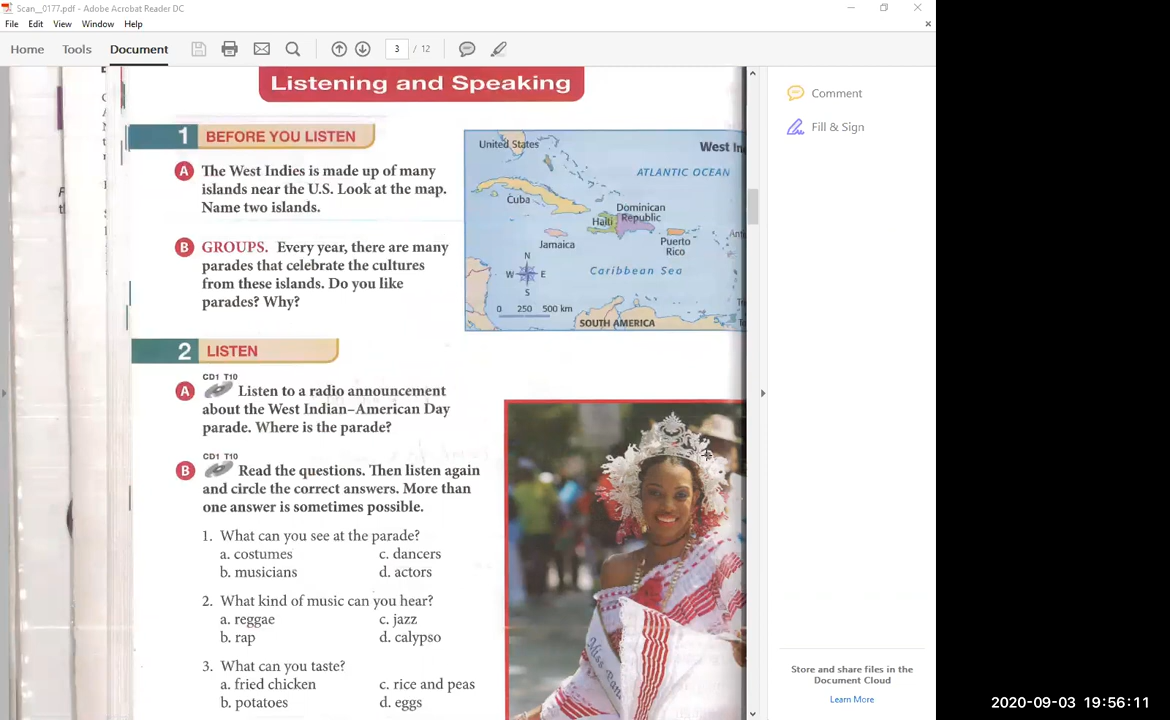 Scan__0177.pdf - Adobe Acrobat Reader DC
File Edit View Window Help
Home Tools Document 3 / 12
Listening and Speaking
1 BEFORE YOU LISTEN
A The West Indies is made up of many
islands near the U.S. Look at the map.
Name two islands.
B GROUPS. Every year, there are many
parades that celebrate the cultures
from these islands. Do you like
parades? Why?
United States
West In
ATLANTIC OCEAN
Cuba
Dominican
Republic
Haiti
Jamaica
Puerto
Rico
Caribbean Sea
N
W E
S
0 250 500 km
SOUTH AMERICA
2 LISTEN
CD1 T10
A Listen to a radio announcement
about the West Indian–American Day
parade. Where is the parade?
CD1 T10
B Read the questions. Then listen again
and circle the correct answers. More than
one answer is sometimes possible.
1. What can you see at the parade?
a. costumes c. dancers
b. musicians d. actors
2. What kind of music can you hear?
a. reggae c. jazz
b. rap d. calypso
3. What can you taste?
a. fried chicken c. rice and peas
b. potatoes d. eggs
Miss Pan
Comment
Fill & Sign
Store and share files in the
Document Cloud
Learn More
2020-09-03 19:56:11